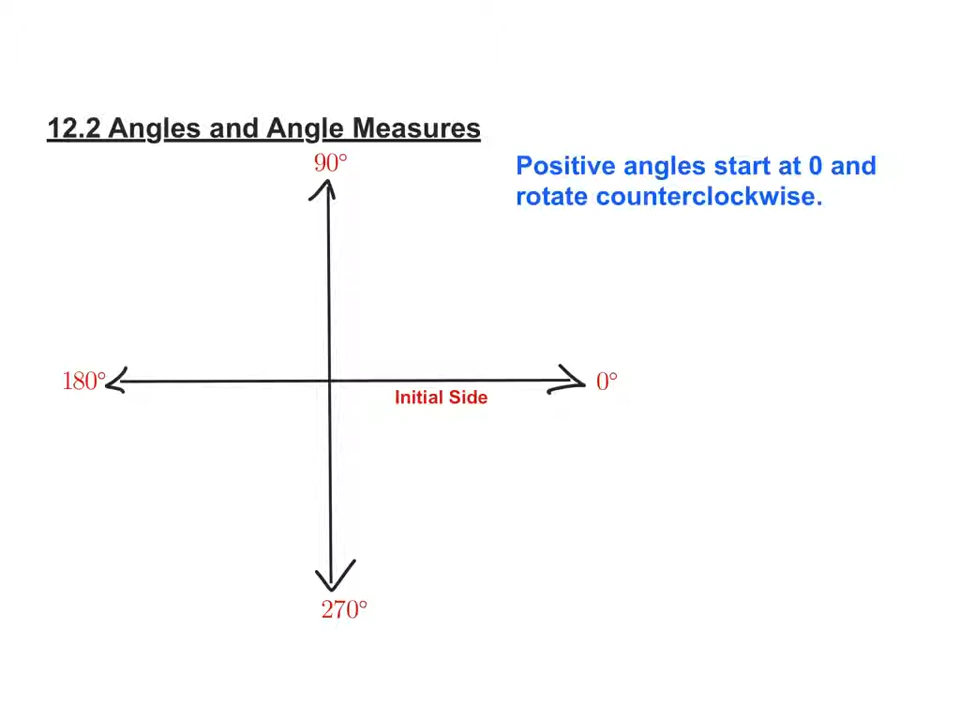 12.2 Angles and Angle Measures
90°
Positive angles start at 0 and
rotate counterclockwise.
180°
0°
Initial Side
270°